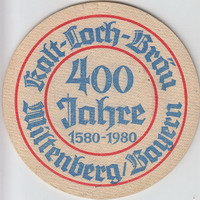 Kalt-Loch-Bräu
400
Jahre
1580-1980
Miltenberg/Bayern